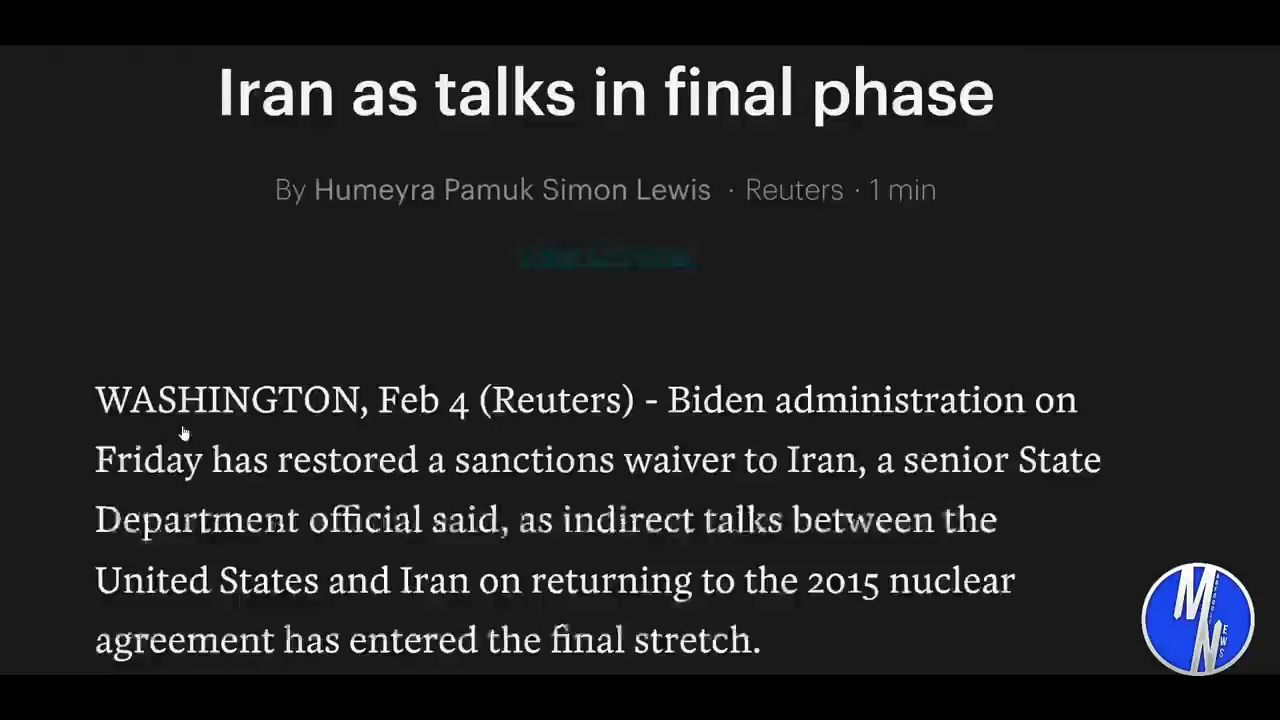 Iran as talks in final phase
By Humeyra Pamuk Simon Lewis · Reuters · 1 min
WASHINGTON, Feb 4 (Reuters) - Biden administration on
Friday has restored a sanctions waiver to Iran, a senior State
Department official said, as indirect talks between the
United States and Iran on returning to the 2015 nuclear
agreement has entered the final stretch.
M
N
EWS